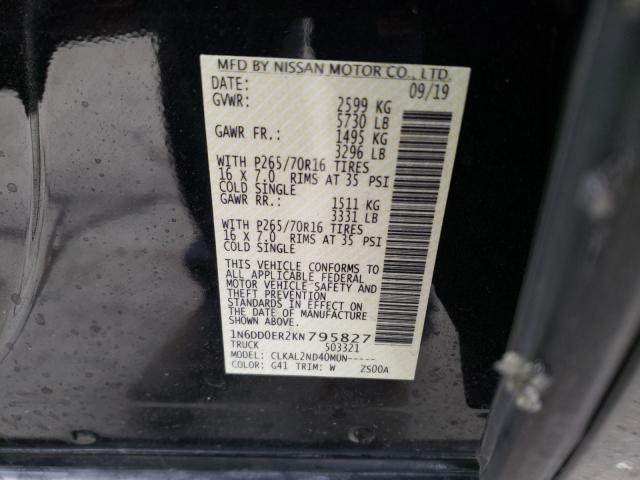 MFD BY NISSAN MOTOR CO., LTD.
DATE: 09/19
GVWR: 2599 KG
5730 LB
GAWR FR.: 1495 KG
3296 LB
WITH P265/70R16 TIRES
16 X 7.0 RIMS AT 35 PSI
COLD SINGLE
GAWR RR.: 1511 KG
3331 LB
WITH P265/70R16 TIRES
16 X 7.0 RIMS AT 35 PSI
COLD SINGLE
THIS VEHICLE CONFORMS TO
ALL APPLICABLE FEDERAL
MOTOR VEHICLE SAFETY AND
THEFT PREVENTION
STANDARDS IN EFFECT ON
DATE OF MANUFACTURE.
1N6DD0ER2KN795827
TRUCK 503321
MODEL: CLKAL2ND40MUN-----
COLOR: G41 TRIM: W ZS00A